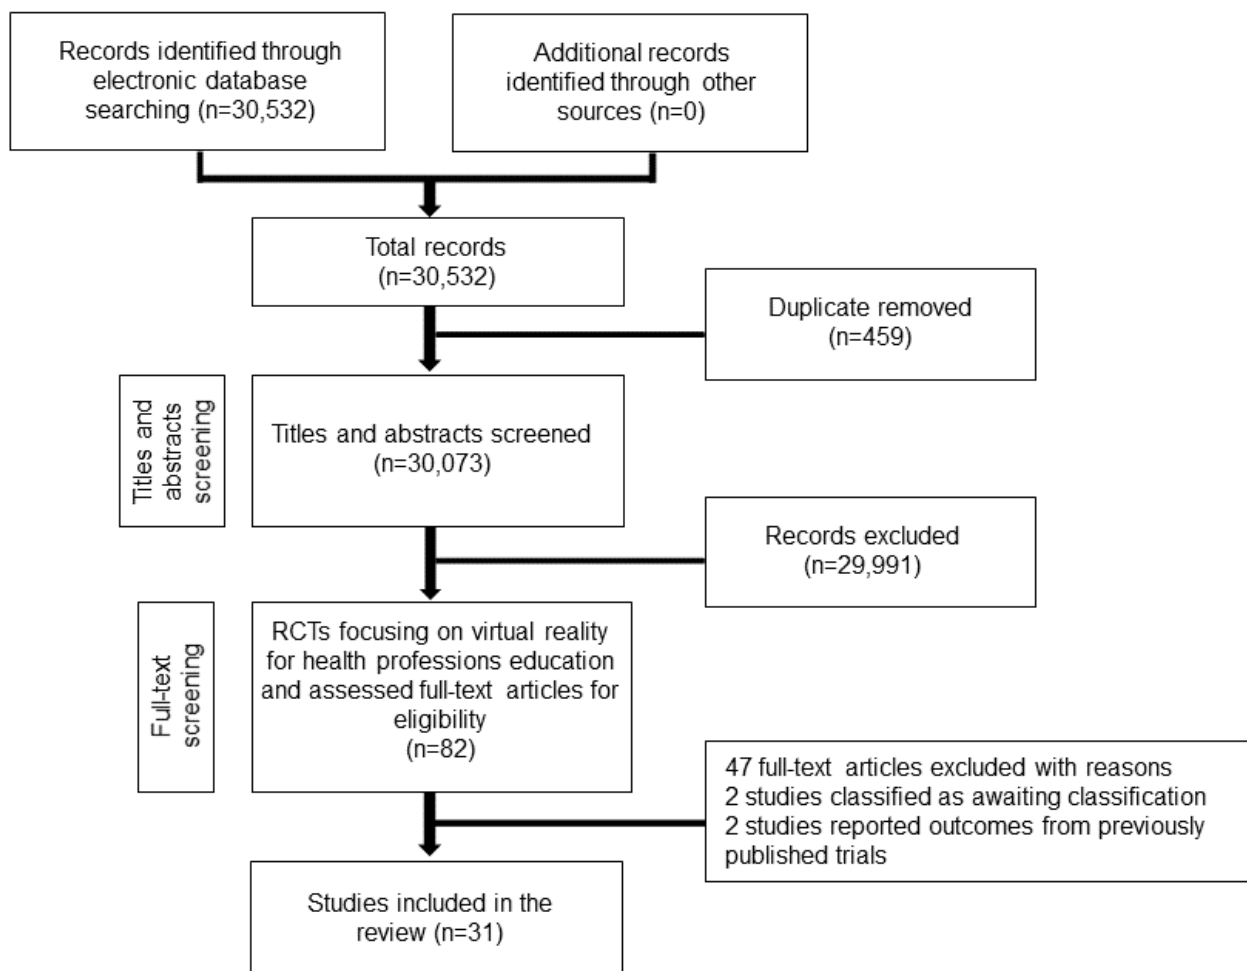 Records identified through
electronic database
searching (n=30,532)
Additional records
identified through other
sources (n=0)
Total records
(n=30,532)
Duplicate removed
(n=459)
Titles and
abstracts
screening
Titles and abstracts screened
(n=30,073)
Records excluded
(n=29,991)
Full-text
screening
RCTs focusing on virtual reality
for health professions education
and assessed full-text articles for
eligibility
(n=82)
47 full-text articles excluded with reasons
2 studies classified as awaiting classification
2 studies reported outcomes from previously
published trials
Studies included in the
review (n=31)